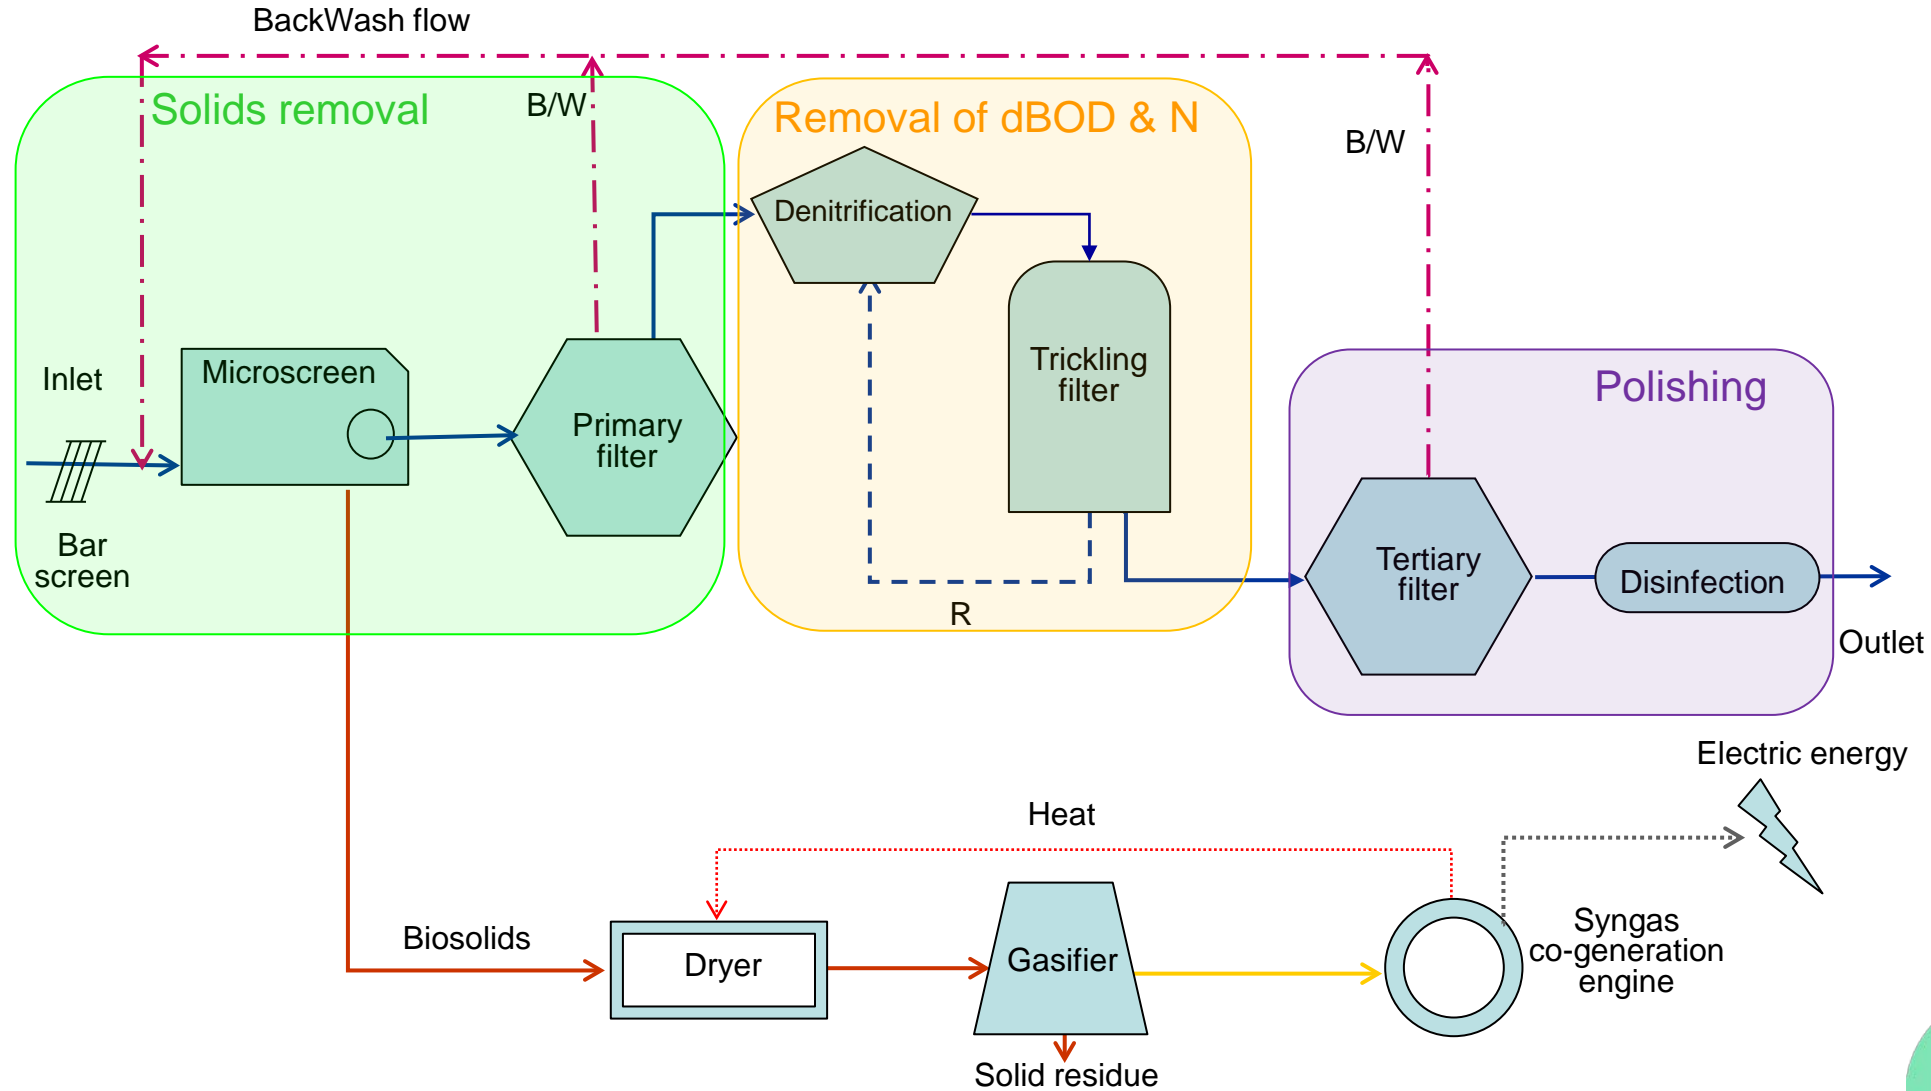 BackWash flow
Solids removal
B/W
Removal of dBOD & N
B/W
Denitrification
Inlet
Microscreen
Trickling
filter
Polishing
Primary
filter
Bar
screen
Tertiary
filter
Disinfection
R
Outlet
Electric energy
Heat
Biosolids
Dryer
Gasifier
Syngas
co-generation
engine
Solid residue